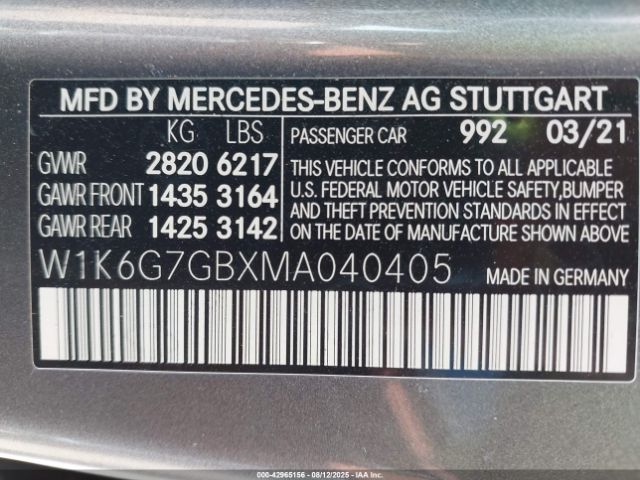 MFD BY MERCEDES-BENZ AG STUTTGART
KG LBS PASSENGER CAR 992 03/21
GVWR 2820 6217
GAWR FRONT 1435 3164
GAWR REAR 1425 3142
THIS VEHICLE CONFORMS TO ALL APPLICABLE
U.S. FEDERAL MOTOR VEHICLE SAFETY,BUMPER
AND THEFT PREVENTION STANDARDS IN EFFECT
ON THE DATE OF MANUFACTURE SHOWN ABOVE
W1K6G7GBXMA040405
MADE IN GERMANY
000-42965156 - 08/12/2025 - IAAI.COM